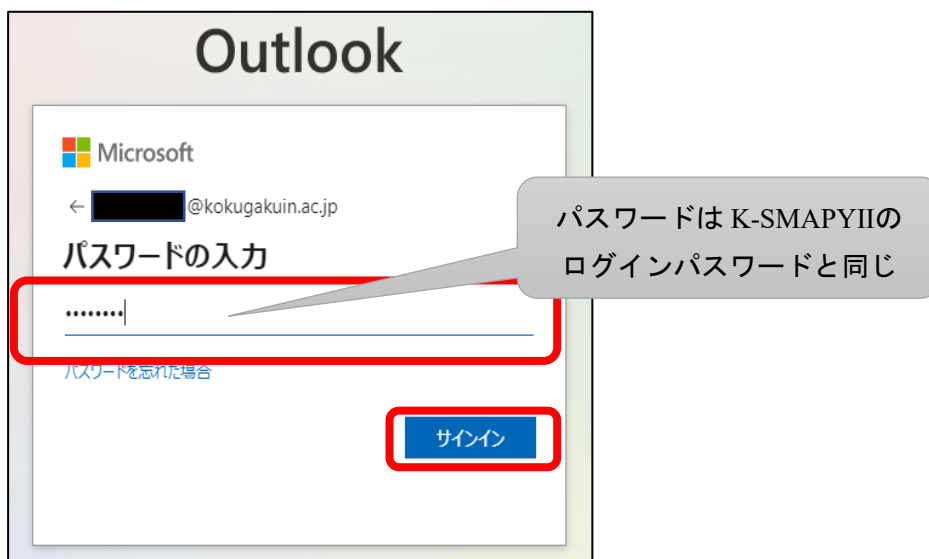 Outlook
Microsoft
← @kokugakuin.ac.jp
パスワードの入力
••••••••
パスワードを忘れた場合
サインイン
パスワードは K-SMAPYIIの
ログインパスワードと同じ